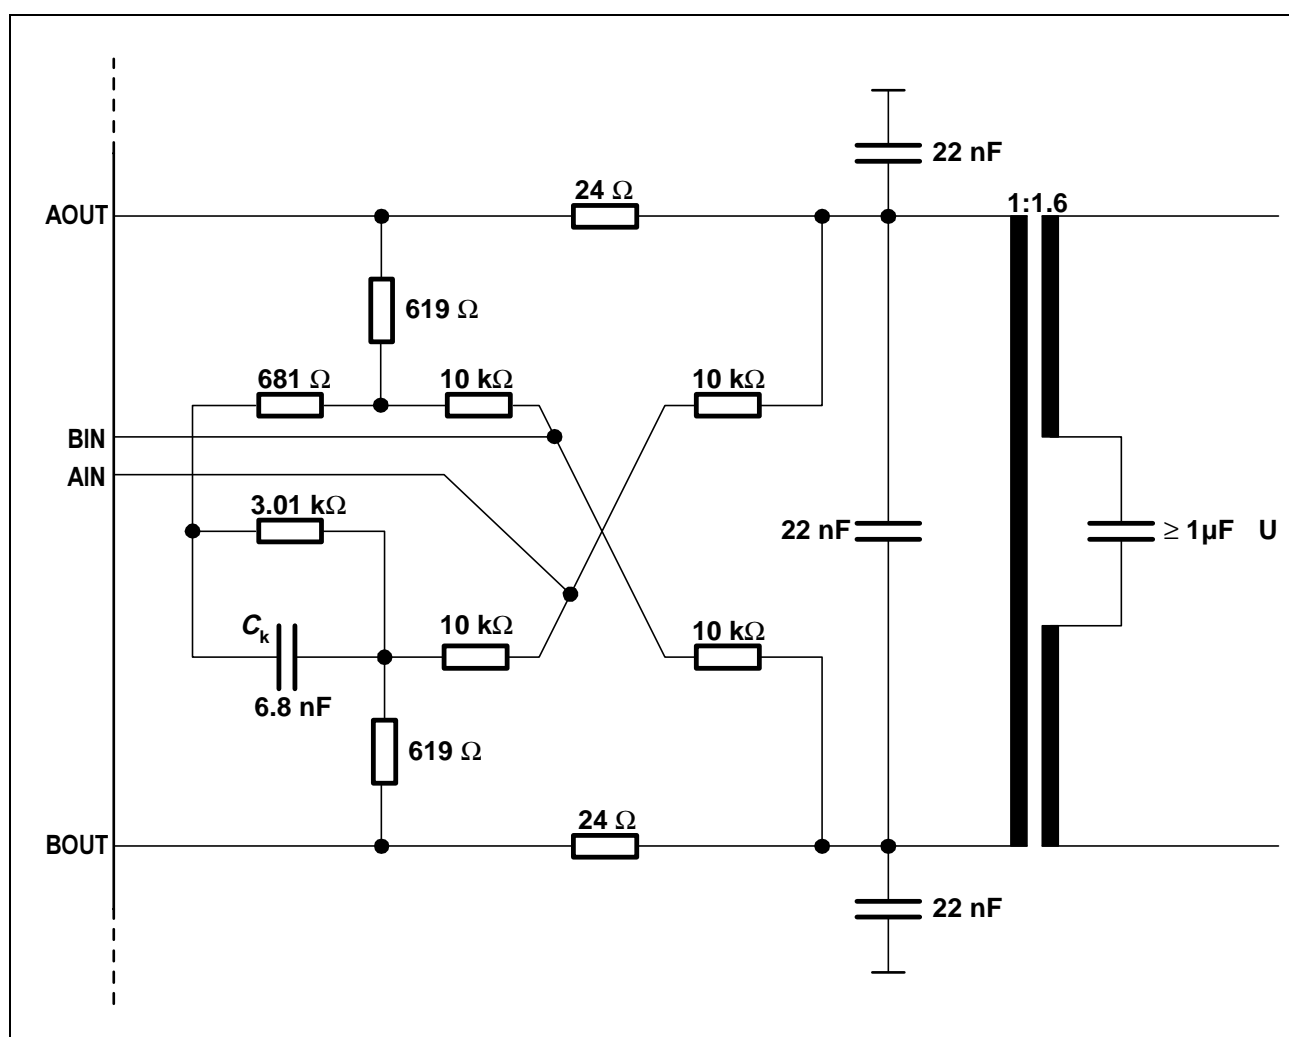 22 nF
24 Ω
1:1.6
AOUT
619 Ω
681 Ω
10 kΩ
10 kΩ
BIN
AIN
3.01 kΩ
22 nF
≥ 1µF U
Ck
10 kΩ
10 kΩ
6.8 nF
619 Ω
24 Ω
BOUT
22 nF